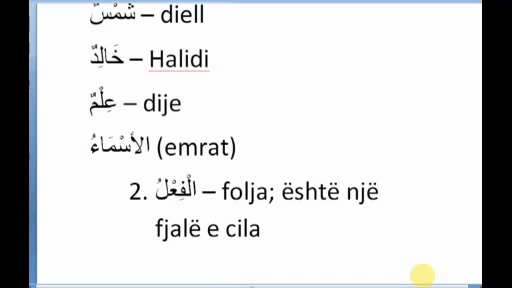 شَمْسٌ – diell
خَالِدٌ – Halidi
عِلْمٌ – dije
الأَسْمَاءُ (emrat)
2. الْفِعْلُ – folja; është një
fjalë e cila